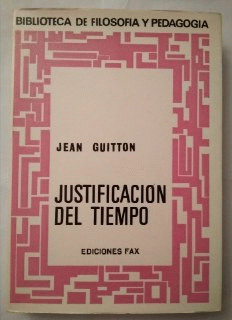 BIBLIOTECA DE FILOSOFIA Y PEDAGOGIA
JEAN GUITTON
JUSTIFICACION
DEL TIEMPO
EDICIONES FAX